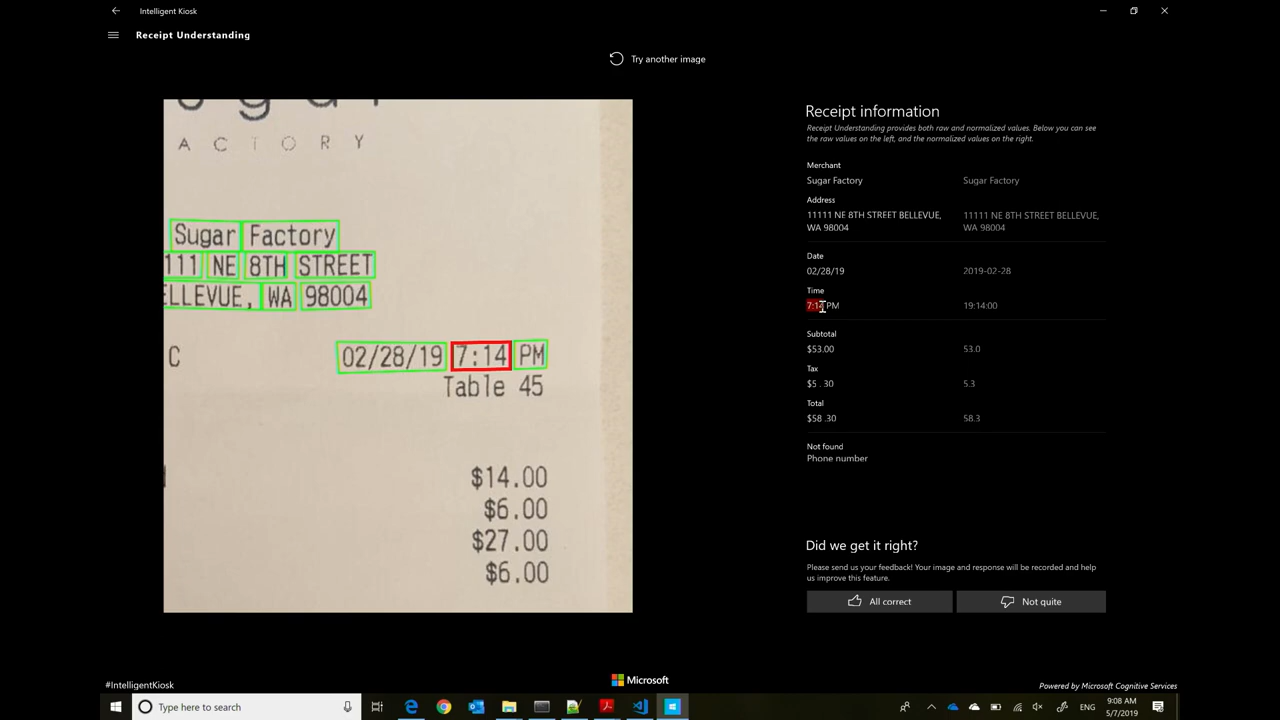 Intelligent Kiosk
Receipt Understanding
Try another image
A C T O R Y
Sugar Factory
111 NE 8TH STREET
ELLEVUE, WA 98004
C 02/28/19 7:14 PM
Table 45
$14.00
$6.00
$27.00
$6.00
Receipt information
Receipt Understanding provides both raw and normalized values. Below you can see
the raw values on the left, and the normalized values on the right.
Merchant
Sugar Factory Sugar Factory
Address
11111 NE 8TH STREET BELLEVUE, 11111 NE 8TH STREET BELLEVUE,
WA 98004 WA 98004
Date
02/28/19 2019-02-28
Time
7:14 PM 19:14:00
Subtotal
$53.00 53.0
Tax
$5 . 30 5.3
Total
$58 .30 58.3
Not found
Phone number
Did we get it right?
Please send us your feedback! Your image and response will be recorded and help
us improve this feature.
All correct Not quite
#IntelligentKiosk Microsoft Powered by Microsoft Cognitive Services
Type here to search
ENG
9:08 AM
5/7/2019